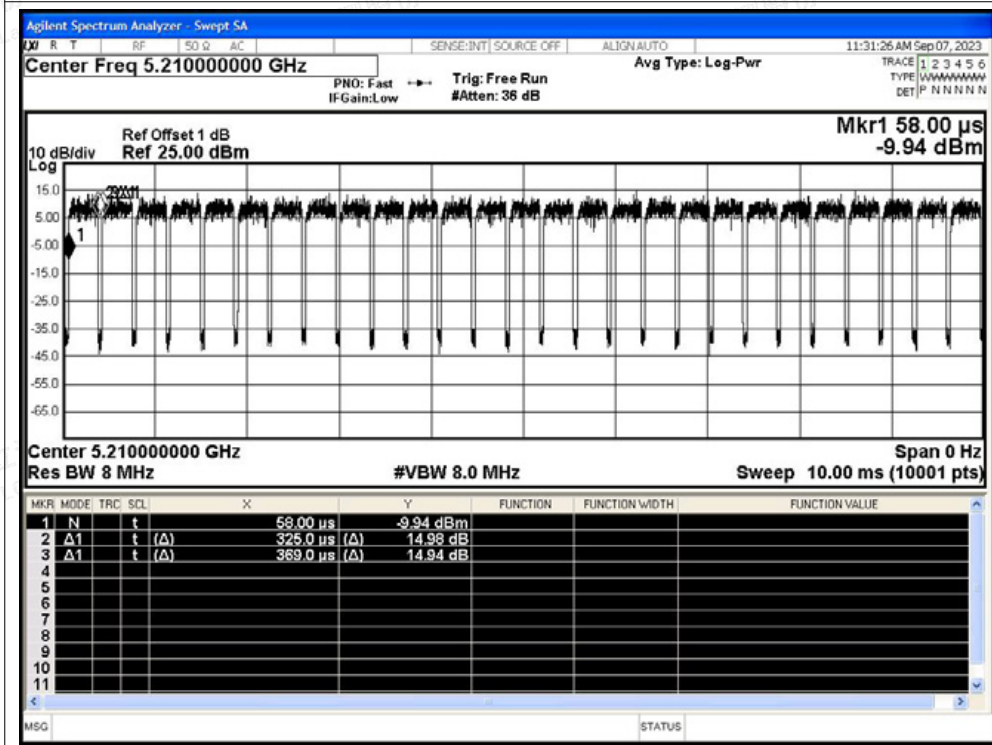 Agilent Spectrum Analyzer - Swept SA
LXI R T RF 50 Ω AC SENSE:INT SOURCE OFF ALIGN AUTO 11:31:26 AM Sep 07, 2023
Center Freq 5.210000000 GHz Avg Type: Log-Pwr TRACE 1 2 3 4 5 6
PNO: Fast Trig: Free Run TYPE WWWWWW
IFGain:Low #Atten: 36 dB DET P N N N N N
Mkr1 58.00 µs
Ref Offset 1 dB
10 dB/div Ref 25.00 dBm -9.94 dBm
Log
15.0
5.00
1
-5.00
-15.0
-25.0
-35.0
-45.0
-55.0
-65.0
Center 5.210000000 GHz Span 0 Hz
Res BW 8 MHz #VBW 8.0 MHz Sweep 10.00 ms (10001 pts)
MKR MODE TRC SCL X Y FUNCTION FUNCTION WIDTH FUNCTION VALUE
1 N t 58.00 µs -9.94 dBm
2 Δ1 t (Δ) 325.0 µs (Δ) 14.98 dB
3 Δ1 t (Δ) 369.0 µs (Δ) 14.94 dB
4
5
6
7
8
9
10
11
MSG STATUS